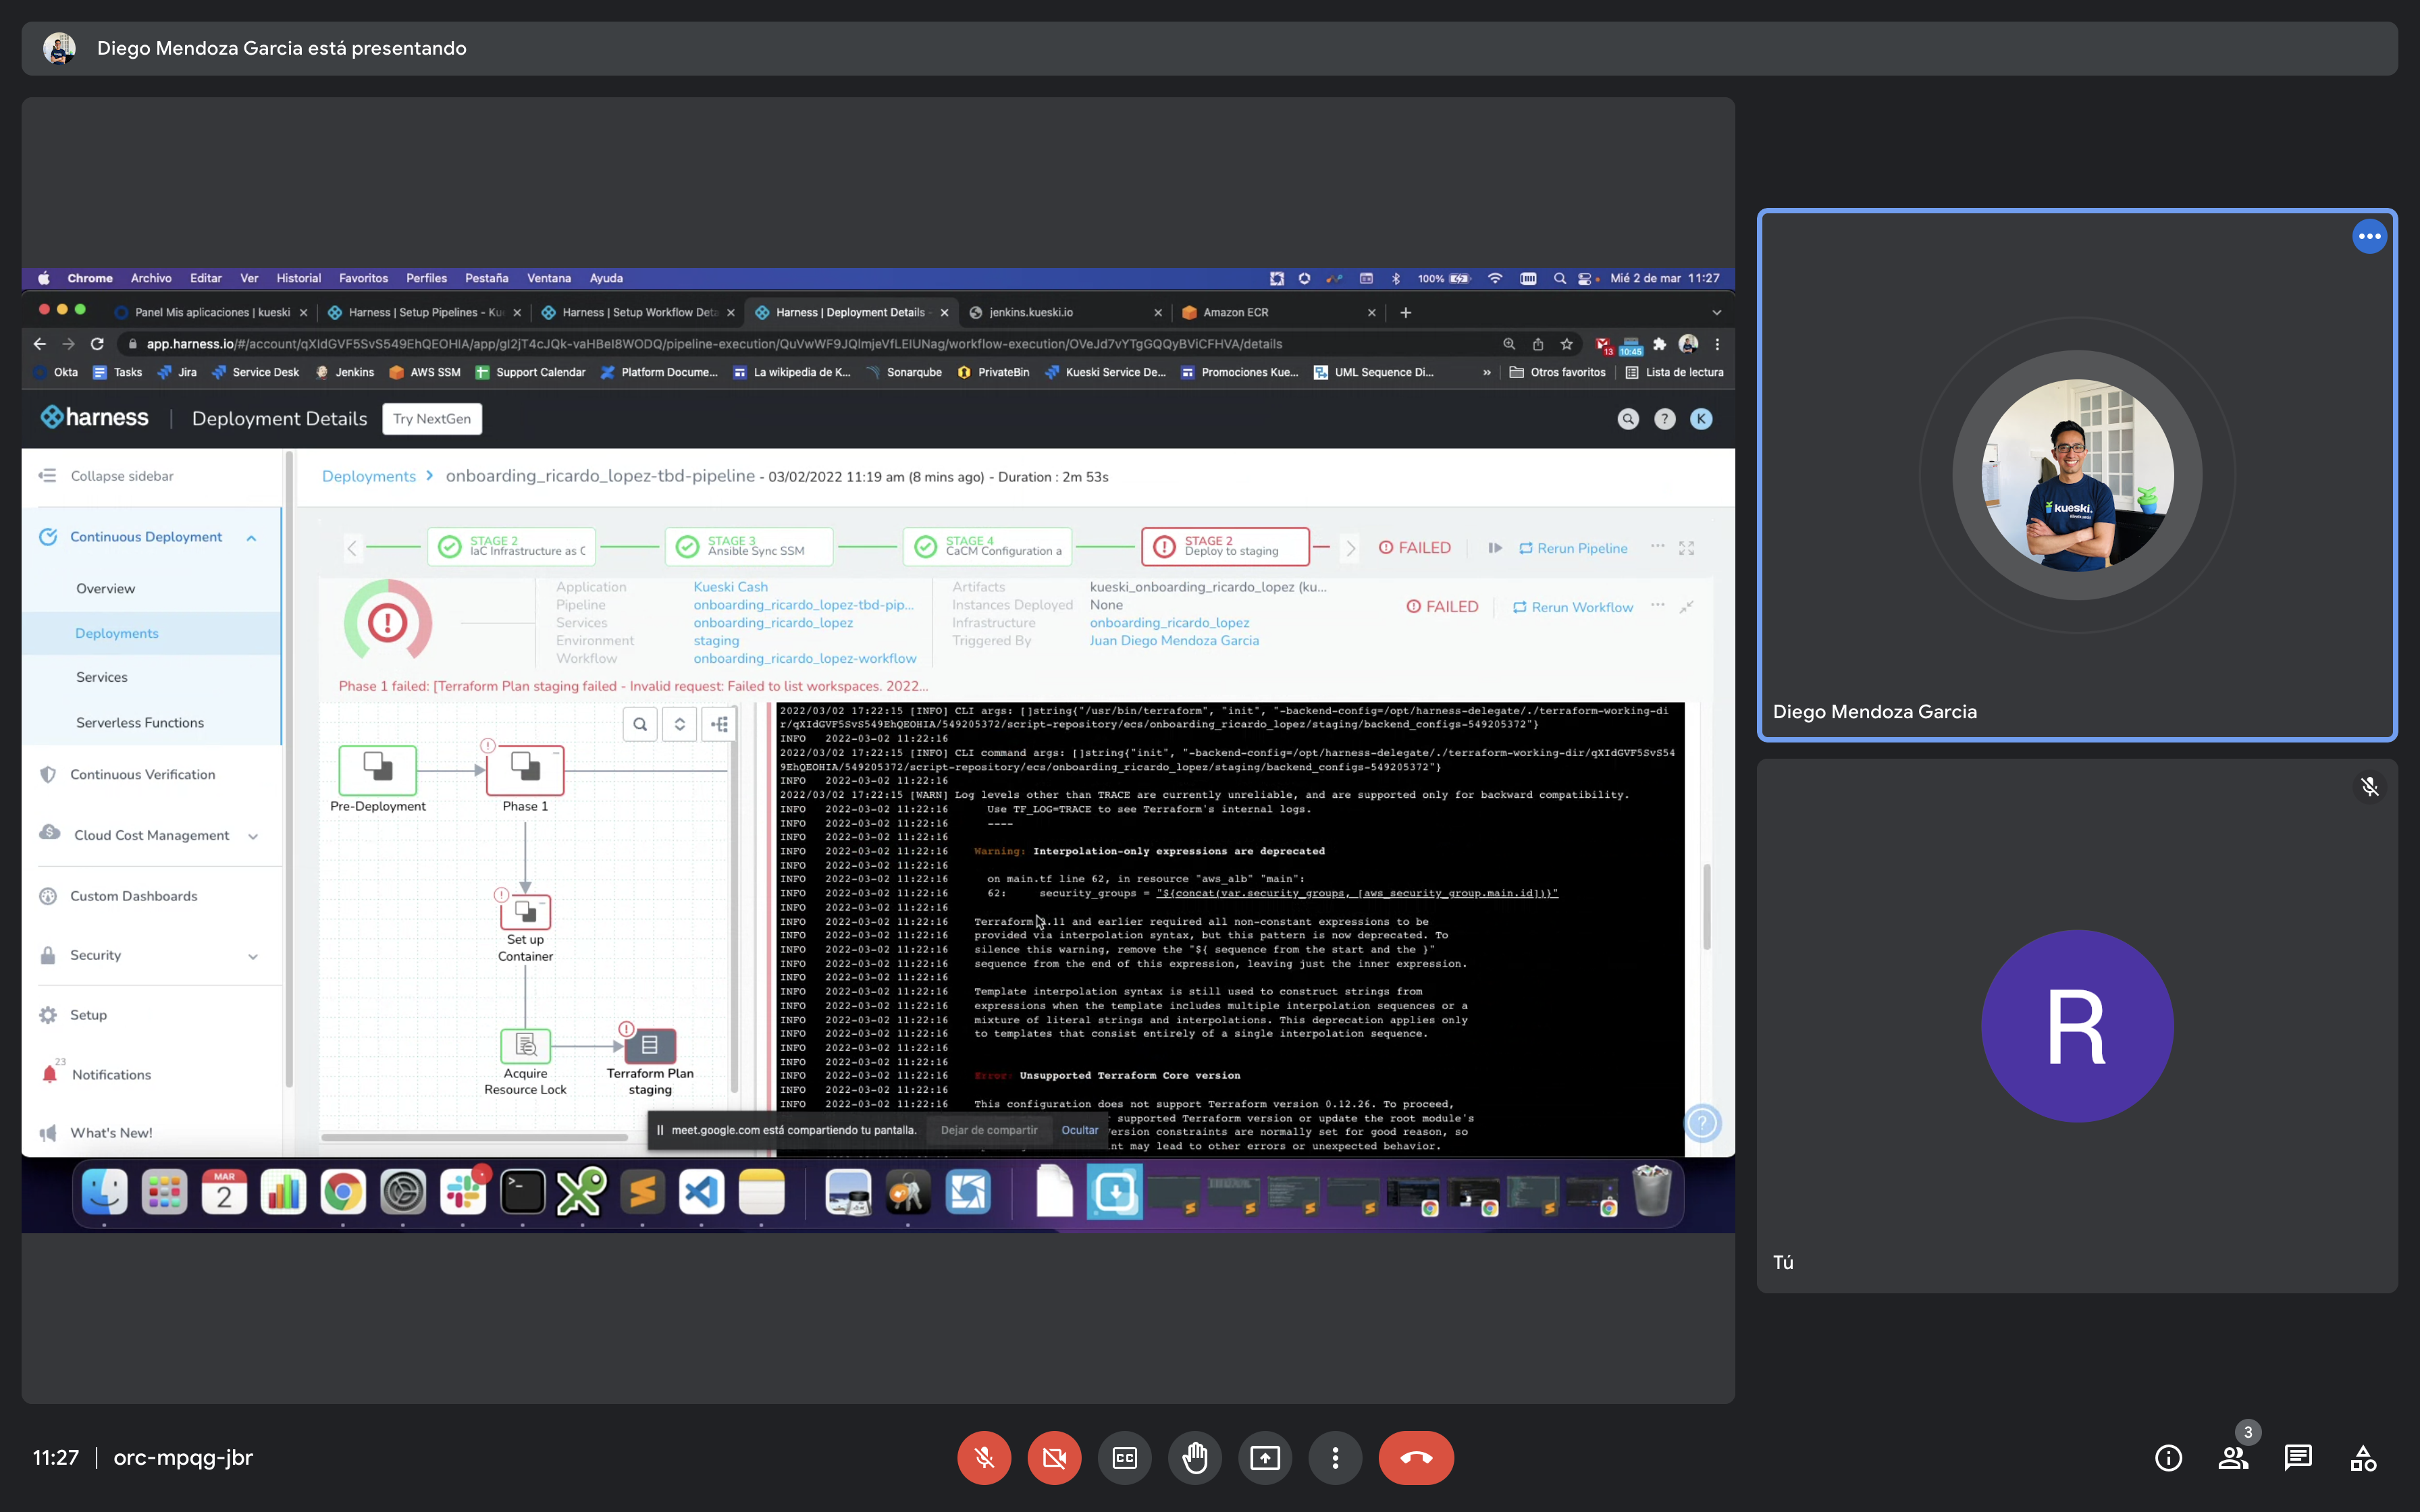 Diego Mendoza Garcia está presentando
Chrome Archivo Editar Ver Historial Favoritos Perfiles Pestaña Ventana Ayuda
100% Mié 2 de mar 11:27
Panel Mis aplicaciones | kueski
Harness | Setup Pipelines - Ku
Harness | Setup Workflow Deta
Harness | Deployment Details -
jenkins.kueski.io
Amazon ECR
app.harness.io/#/account/qXIdGVF5SvS549EhQEOHIA/app/gI2jT4cJQk-vaHBeI8WODQ/pipeline-execution/QuVwWF9JQlmjeVfLEIUNag/workflow-execution/OVeJd7vYTgGQQyBViCFHVA/details
13
10:45
Okta Tasks Jira Service Desk Jenkins AWS SSM Support Calendar Platform Docume... La wikipedia de K... Sonarqube PrivateBin Kueski Service De... Promociones Kue... UML Sequence Di... » Otros favoritos Lista de lectura
harness | Deployment Details Try NextGen
? K
Collapse sidebar
Continuous Deployment
Overview
Deployments
Services
Serverless Functions
Continuous Verification
Cloud Cost Management
Custom Dashboards
Security
Setup
23
Notifications
What's New!
Deployments > onboarding_ricardo_lopez-tbd-pipeline - 03/02/2022 11:19 am (8 mins ago) - Duration : 2m 53s
STAGE 2
IaC Infrastructure as C
STAGE 3
Ansible Sync SSM
STAGE 4
CaCM Configuration a
STAGE 2
Deploy to staging
FAILED
Rerun Pipeline
Application Kueski Cash
Pipeline onboarding_ricardo_lopez-tbd-pip...
Services onboarding_ricardo_lopez
Environment staging
Workflow onboarding_ricardo_lopez-workflow
Artifacts kueski_onboarding_ricardo_lopez (ku...
Instances Deployed None
Infrastructure onboarding_ricardo_lopez
Triggered By Juan Diego Mendoza Garcia
FAILED
Rerun Workflow
Phase 1 failed: [Terraform Plan staging failed - Invalid request: Failed to list workspaces. 2022...
Pre-Deployment
Phase 1
Set up
Container
Acquire
Resource Lock
Terraform Plan
staging
2022/03/02 17:22:15 [INFO] CLI args: []string{"/usr/bin/terraform", "init", "-backend-config=/opt/harness-delegate/./terraform-working-di
r/qXIdGVF5SvS549EhQEOHIA/549205372/script-repository/ecs/onboarding_ricardo_lopez/staging/backend_configs-549205372"}
INFO 2022-03-02 11:22:16
2022/03/02 17:22:15 [INFO] CLI command args: []string{"init", "-backend-config=/opt/harness-delegate/./terraform-working-dir/qXIdGVF5SvS54
9EhQEOHIA/549205372/script-repository/ecs/onboarding_ricardo_lopez/staging/backend_configs-549205372"}
INFO 2022-03-02 11:22:16
2022/03/02 17:22:15 [WARN] Log levels other than TRACE are currently unreliable, and are supported only for backward compatibility.
INFO 2022-03-02 11:22:16 Use TF_LOG=TRACE to see Terraform's internal logs.
INFO 2022-03-02 11:22:16 ----
INFO 2022-03-02 11:22:16
INFO 2022-03-02 11:22:16 Warning: Interpolation-only expressions are deprecated
INFO 2022-03-02 11:22:16
INFO 2022-03-02 11:22:16 on main.tf line 62, in resource "aws_alb" "main":
INFO 2022-03-02 11:22:16 62: security_groups = "${concat(var.security_groups, [aws_security_group.main.id])}"
INFO 2022-03-02 11:22:16
INFO 2022-03-02 11:22:16 Terraform .11 and earlier required all non-constant expressions to be
INFO 2022-03-02 11:22:16 provided via interpolation syntax, but this pattern is now deprecated. To
INFO 2022-03-02 11:22:16 silence this warning, remove the "${ sequence from the start and the }"
INFO 2022-03-02 11:22:16 sequence from the end of this expression, leaving just the inner expression.
INFO 2022-03-02 11:22:16
INFO 2022-03-02 11:22:16 Template interpolation syntax is still used to construct strings from
INFO 2022-03-02 11:22:16 expressions when the template includes multiple interpolation sequences or a
INFO 2022-03-02 11:22:16 mixture of literal strings and interpolations. This deprecation applies only
INFO 2022-03-02 11:22:16 to templates that consist entirely of a single interpolation sequence.
INFO 2022-03-02 11:22:16
INFO 2022-03-02 11:22:16
INFO 2022-03-02 11:22:16 Error: Unsupported Terraform Core version
INFO 2022-03-02 11:22:16
INFO 2022-03-02 11:22:16 This configuration does not support Terraform version 0.12.26. To proceed,
supported Terraform version or update the root module's
ersion constraints are normally set for good reason, so
nt may lead to other errors or unexpected behavior.
meet.google.com está compartiendo tu pantalla. Dejar de compartir Ocultar
?
MAR
2
kueski.
Diego Mendoza Garcia
R
Tú
11:27 | orc-mpqg-jbr
CC
3